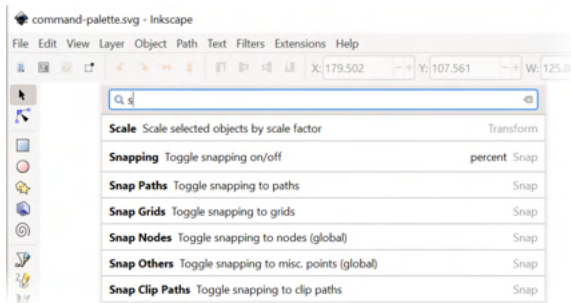 command-palette.svg - Inkscape
File Edit View Layer Object Path Text Filters Extensions Help
X: 179.502 - + Y: 107.561 - + W: 125.8
s
Scale Scale selected objects by scale factor Transform
Snapping Toggle snapping on/off percent Snap
Snap Paths Toggle snapping to paths Snap
Snap Grids Toggle snapping to grids Snap
Snap Nodes Toggle snapping to nodes (global) Snap
Snap Others Toggle snapping to misc. points (global) Snap
Snap Clip Paths Toggle snapping to clip paths Snap